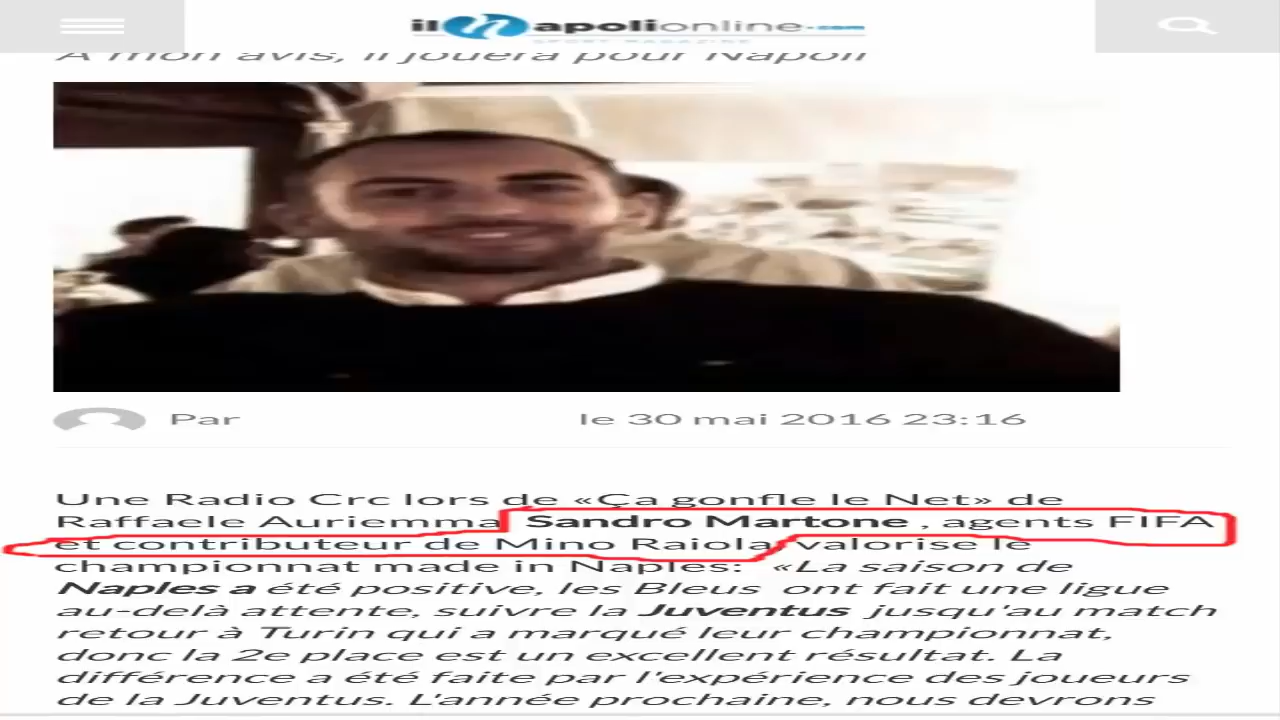 ilnapolionline.com
SPORT MAGAZINE
A mon avis, il jouera pour Napoli
Par le 30 mai 2016 23:16
Une Radio Crc lors de «Ça gonfle le Net» de
Raffaele Auriemma Sandro Martone , agents FIFA
et contributeur de Mino Raiola, valorise le
championnat made in Naples: «La saison de
Naples a été positive, les Bleus ont fait une ligue
au-delà attente, suivre la Juventus jusqu'au match
retour à Turin qui a marqué leur championnat,
donc la 2e place est un excellent résultat. La
différence a été faite par l'expérience des joueurs
de la Juventus. L'année prochaine, nous devrons